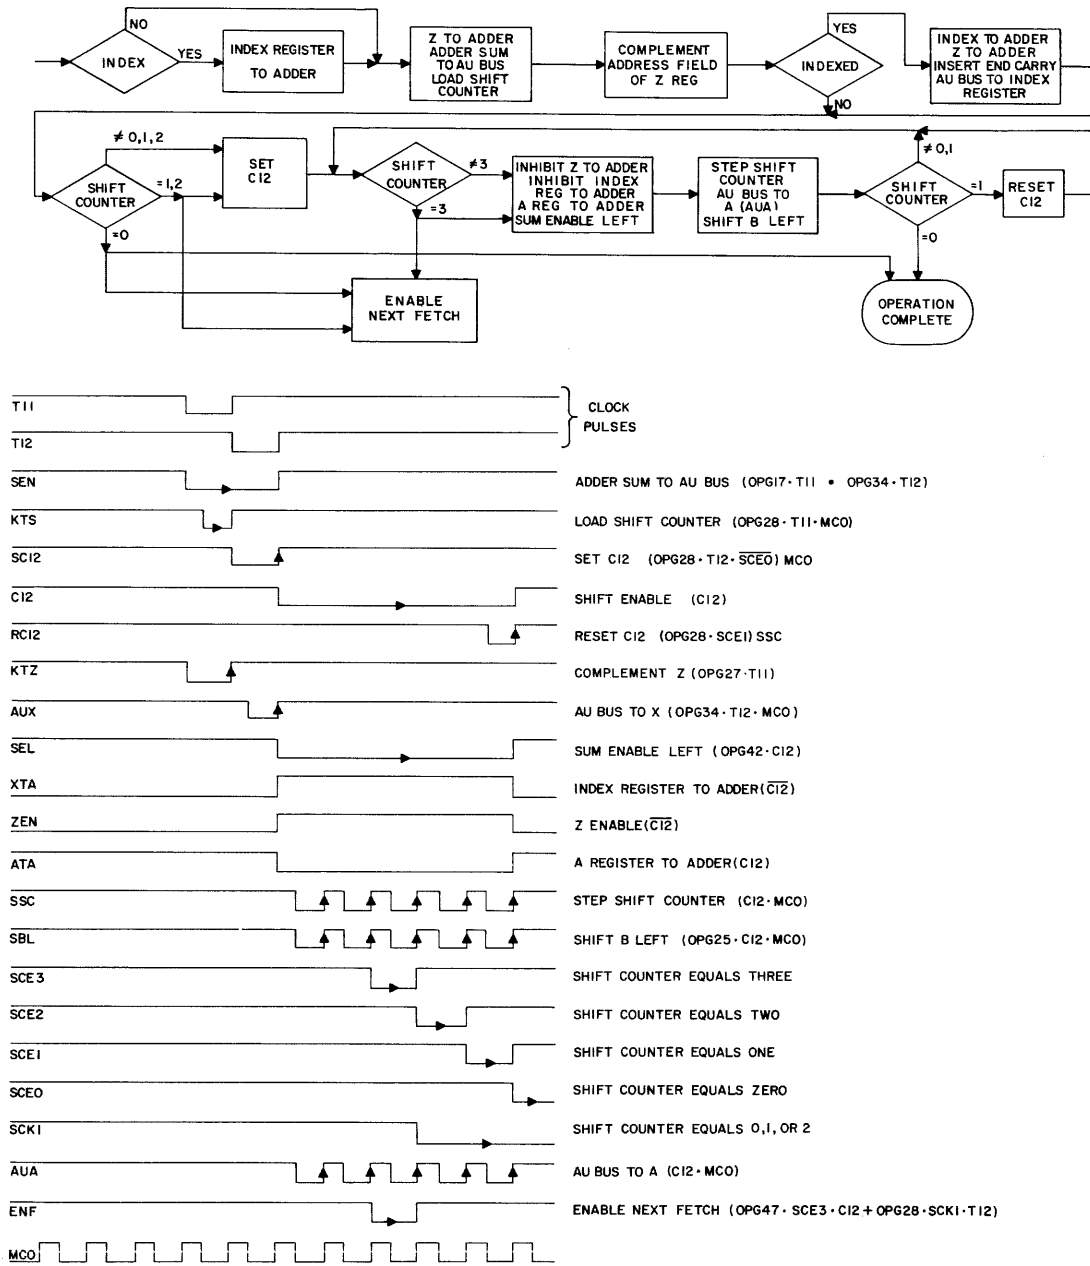 NO
YES
INDEX
YES
INDEX REGISTER
TO ADDER
Z TO ADDER
ADDER SUM
TO AU BUS
LOAD SHIFT
COUNTER
COMPLEMENT
ADDRESS FIELD
OF Z REG
INDEXED
NO
INDEX TO ADDER
Z TO ADDER
INSERT END CARRY
AU BUS TO INDEX
REGISTER
≠ 0,1,2
SHIFT
COUNTER
=1,2
=0
SET
C12
SHIFT
COUNTER
≠3
=3
INHIBIT Z TO ADDER
INHIBIT INDEX
REG TO ADDER
A REG TO ADDER
SUM ENABLE LEFT
STEP SHIFT
COUNTER
AU BUS TO
A (AUA)
SHIFT B LEFT
≠0,1
SHIFT
COUNTER
=1
=0
RESET
C12
ENABLE
NEXT FETCH
OPERATION
COMPLETE
T11
T12
CLOCK
PULSES
SEN
ADDER SUM TO AU BUS (OPG17·T11 • OPG34·T12)
KTS
LOAD SHIFT COUNTER (OPG28·T11·MCO)
SC12
SET C12 (OPG28·T12·S̅C̅E̅O̅) MCO
C12
SHIFT ENABLE (C12)
RC12
RESET C12 (OPG28·SCE1) SSC
KTZ
COMPLEMENT Z (OPG27·T11)
AUX
AU BUS TO X (OPG34·T12·MCO)
SEL
SUM ENABLE LEFT (OPG42·C12)
XTA
INDEX REGISTER TO ADDER (C̅1̅2̅)
ZEN
Z ENABLE (C̅1̅2̅)
ATA
A REGISTER TO ADDER (C12)
SSC
STEP SHIFT COUNTER (C12·MCO)
SBL
SHIFT B LEFT (OPG25·C12·MCO)
SCE3
SHIFT COUNTER EQUALS THREE
SCE2
SHIFT COUNTER EQUALS TWO
SCE1
SHIFT COUNTER EQUALS ONE
SCEO
SHIFT COUNTER EQUALS ZERO
SCK1
SHIFT COUNTER EQUALS 0,1, OR 2
AUA
AU BUS TO A (C12·MCO)
ENF
ENABLE NEXT FETCH (OPG47·SCE3·C12+OPG28·SCK1·T12)
MCO